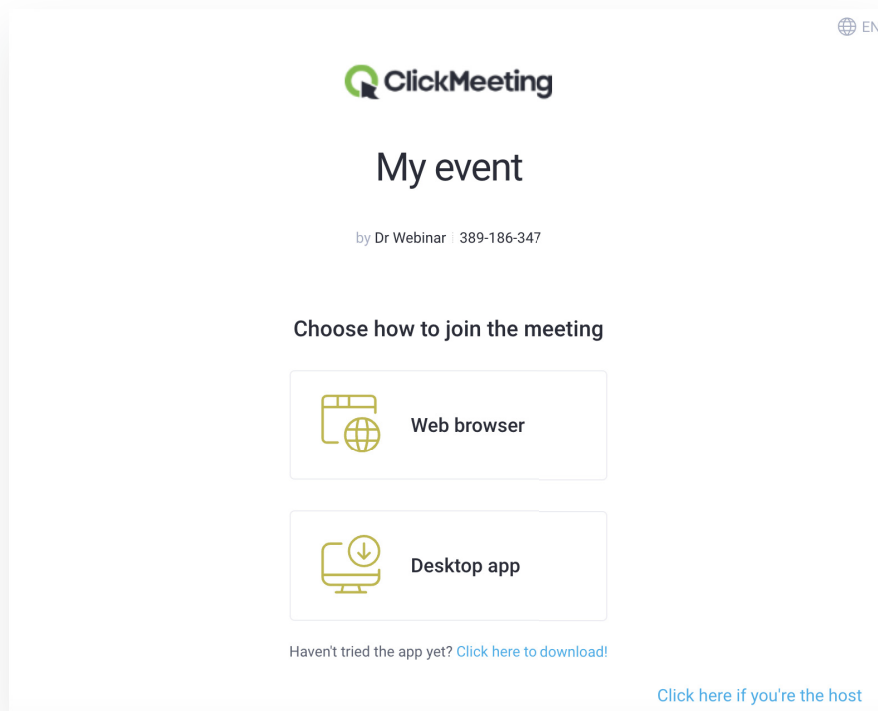 EN
ClickMeeting
My event
by Dr Webinar | 389-186-347
Choose how to join the meeting
Web browser
Desktop app
Haven't tried the app yet? Click here to download!
Click here if you're the host